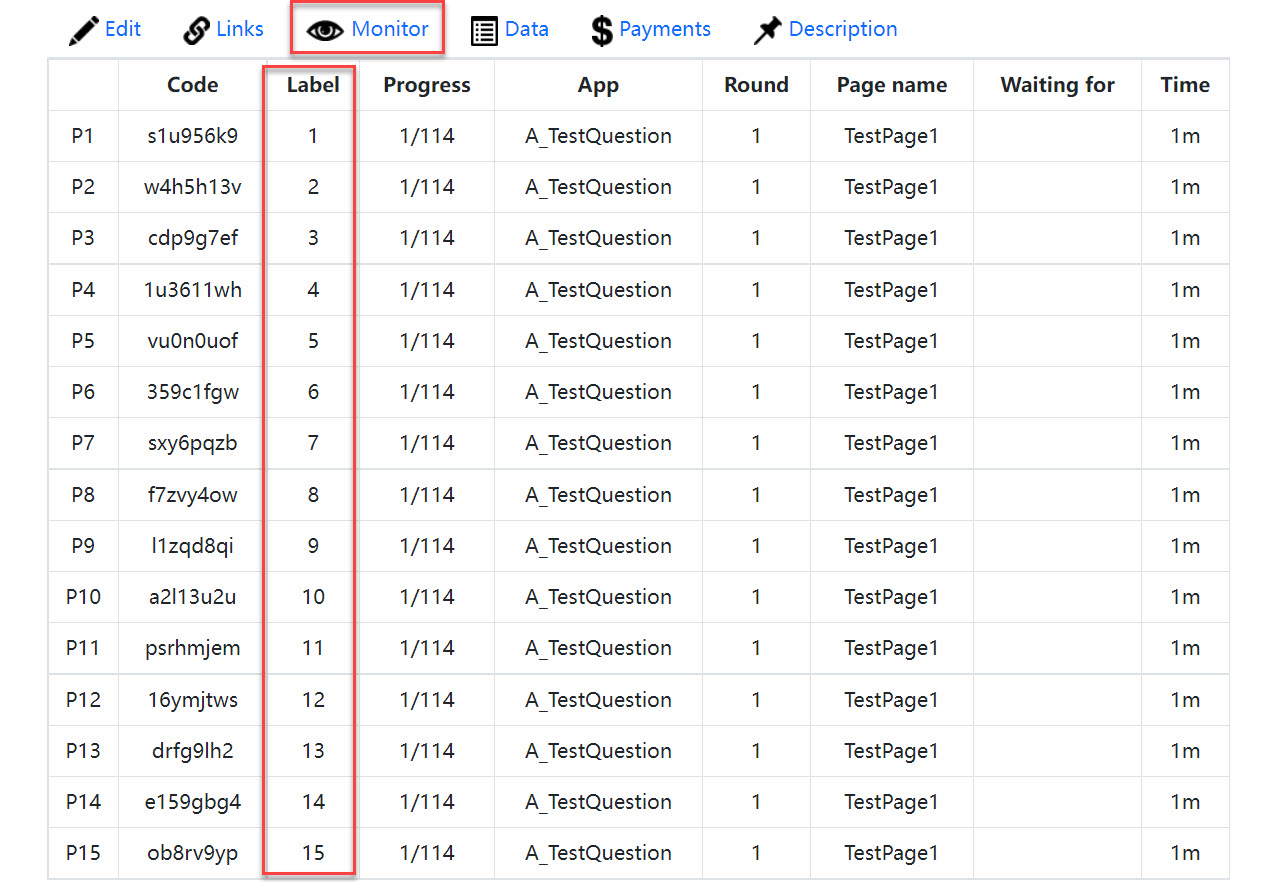 Edit Links Monitor Data Payments Description
Code Label Progress App Round Page name Waiting for Time
P1 s1u956k9 1 1/114 A_TestQuestion 1 TestPage1 1m
P2 w4h5h13v 2 1/114 A_TestQuestion 1 TestPage1 1m
P3 cdp9g7ef 3 1/114 A_TestQuestion 1 TestPage1 1m
P4 1u3611wh 4 1/114 A_TestQuestion 1 TestPage1 1m
P5 vu0n0uof 5 1/114 A_TestQuestion 1 TestPage1 1m
P6 359c1fgw 6 1/114 A_TestQuestion 1 TestPage1 1m
P7 sxy6pqzb 7 1/114 A_TestQuestion 1 TestPage1 1m
P8 f7zvy4ow 8 1/114 A_TestQuestion 1 TestPage1 1m
P9 l1zqd8qi 9 1/114 A_TestQuestion 1 TestPage1 1m
P10 a2l13u2u 10 1/114 A_TestQuestion 1 TestPage1 1m
P11 psrhmjem 11 1/114 A_TestQuestion 1 TestPage1 1m
P12 16ymjtws 12 1/114 A_TestQuestion 1 TestPage1 1m
P13 drfg9lh2 13 1/114 A_TestQuestion 1 TestPage1 1m
P14 e159gbg4 14 1/114 A_TestQuestion 1 TestPage1 1m
P15 ob8rv9yp 15 1/114 A_TestQuestion 1 TestPage1 1m